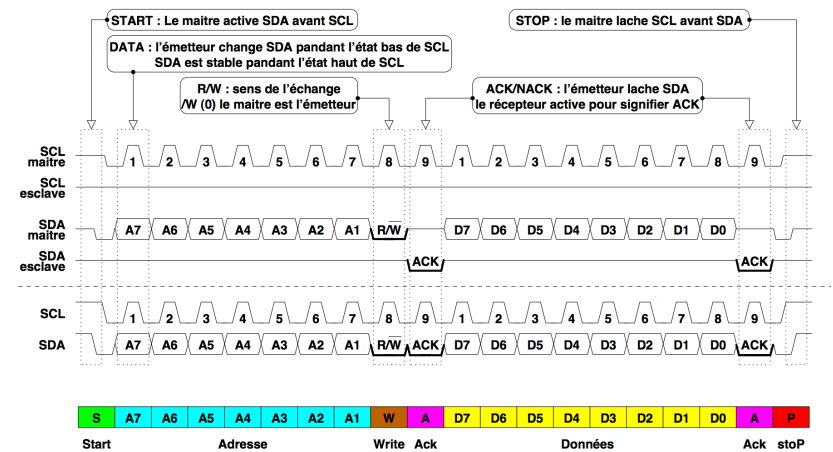 START : Le maitre active SDA avant SCL
STOP : le maitre lache SCL avant SDA
DATA : l'émetteur change SDA pandant l'état bas de SCL
SDA est stable pandant l'état haut de SCL
R/W : sens de l'échange
/W (0) le maitre est l'émetteur
ACK/NACK : l'émetteur lache SDA
le récepteur active pour signifier ACK
SCL
maitre
1 2 3 4 5 6 7 8 9 1 2 3 4 5 6 7 8 9
SCL
esclave
SDA
maitre
A7 A6 A5 A4 A3 A2 A1 R/W̅ D7 D6 D5 D4 D3 D2 D1 D0
SDA
esclave
ACK ACK
SCL 1 2 3 4 5 6 7 8 9 1 2 3 4 5 6 7 8 9
SDA A7 A6 A5 A4 A3 A2 A1 R/W̅ ACK D7 D6 D5 D4 D3 D2 D1 D0 ACK
S A7 A6 A5 A4 A3 A2 A1 W A D7 D6 D5 D4 D3 D2 D1 D0 A P
Start Adresse Write Ack Données Ack stoP